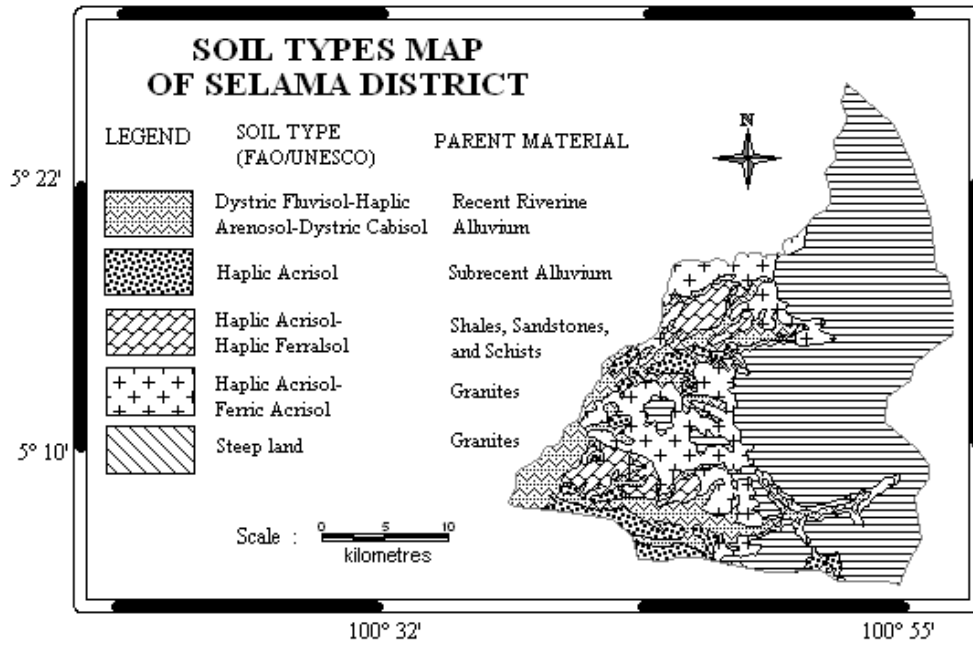 SOIL TYPES MAP
OF SELAMA DISTRICT
LEGEND SOIL TYPE PARENT MATERIAL
(FAO/UNESCO)
N
5° 22'
Dystric Fluvisol-Haplic Recent Riverine
Arenosol-Dystric Cabisol Alluvium
Haplic Acrisol Subrecent Alluvium
Haplic Acrisol- Shales, Sandstones,
Haplic Ferralsol and Schists
Haplic Acrisol- Granites
Ferric Acrisol
5° 10'
Steep land Granites
Scale : 0 5 10
kilometres
100° 32' 100° 55'